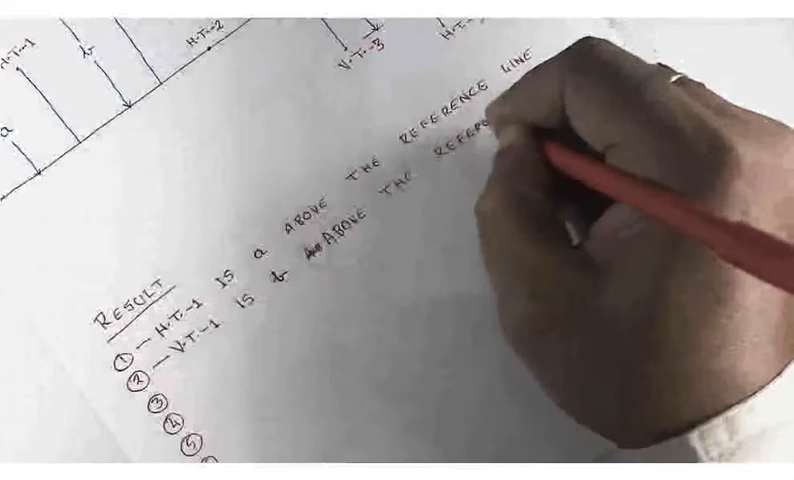 H.T.-1
a
b
H.T.-2
V.T.-3
H.T.-
RESULT
① — H.T.-1 IS a ABOVE THE REFERENCE LINE
② — V.T.-1 IS b ABOVE THE REFERE
③
④
⑤